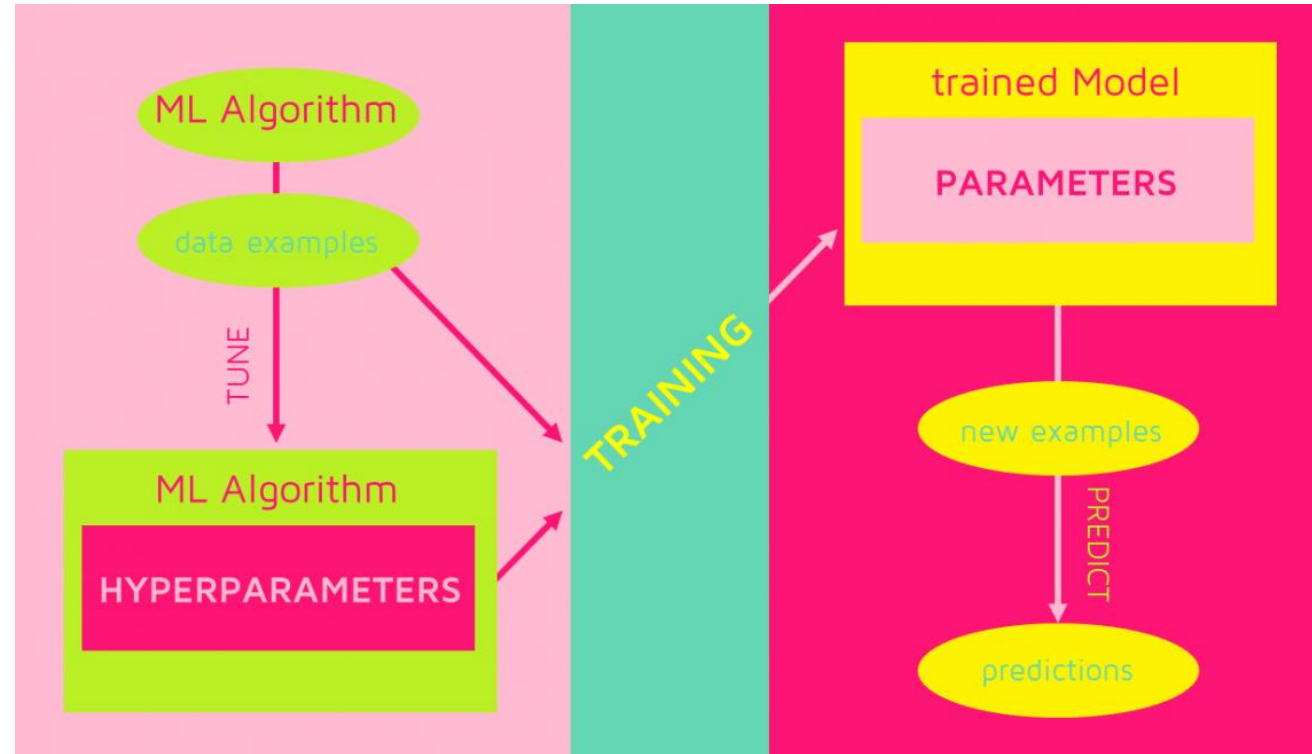 ML Algorithm
data examples
TUNE
ML Algorithm
HYPERPARAMETERS
TRAINING
trained Model
PARAMETERS
new examples
PREDICT
predictions